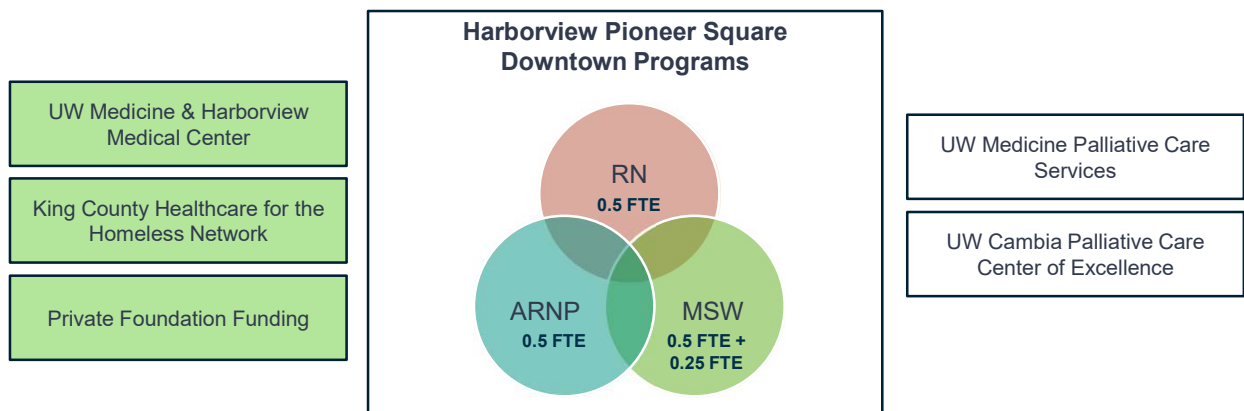 Harborview Pioneer Square
Downtown Programs
UW Medicine & Harborview
Medical Center
King County Healthcare for the
Homeless Network
Private Foundation Funding
RN
0.5 FTE
ARNP
0.5 FTE
MSW
0.5 FTE +
0.25 FTE
UW Medicine Palliative Care
Services
UW Cambia Palliative Care
Center of Excellence